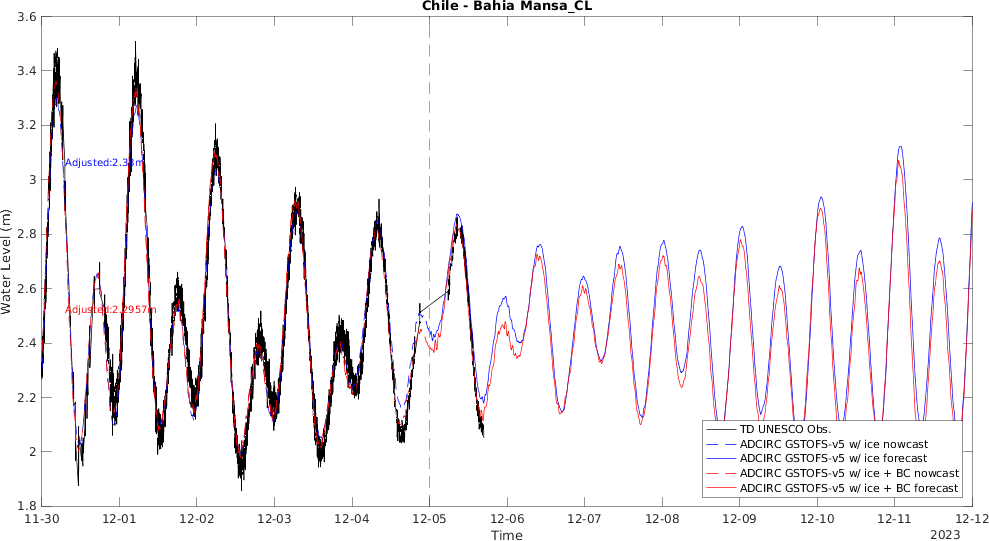 Chile - Bahia Mansa_CL
3.6
3.4
3.2
3
2.8
2.6
2.4
2.2
2
1.8
Water Level (m)
Adjusted:2.33m
Adjusted:2.2957m
TD UNESCO Obs.
ADCIRC GSTOFS-v5 w/ ice nowcast
ADCIRC GSTOFS-v5 w/ ice forecast
ADCIRC GSTOFS-v5 w/ ice + BC nowcast
ADCIRC GSTOFS-v5 w/ ice + BC forecast
11-30 12-01 12-02 12-03 12-04 12-05 12-06 12-07 12-08 12-09 12-10 12-11 12-12
Time
2023